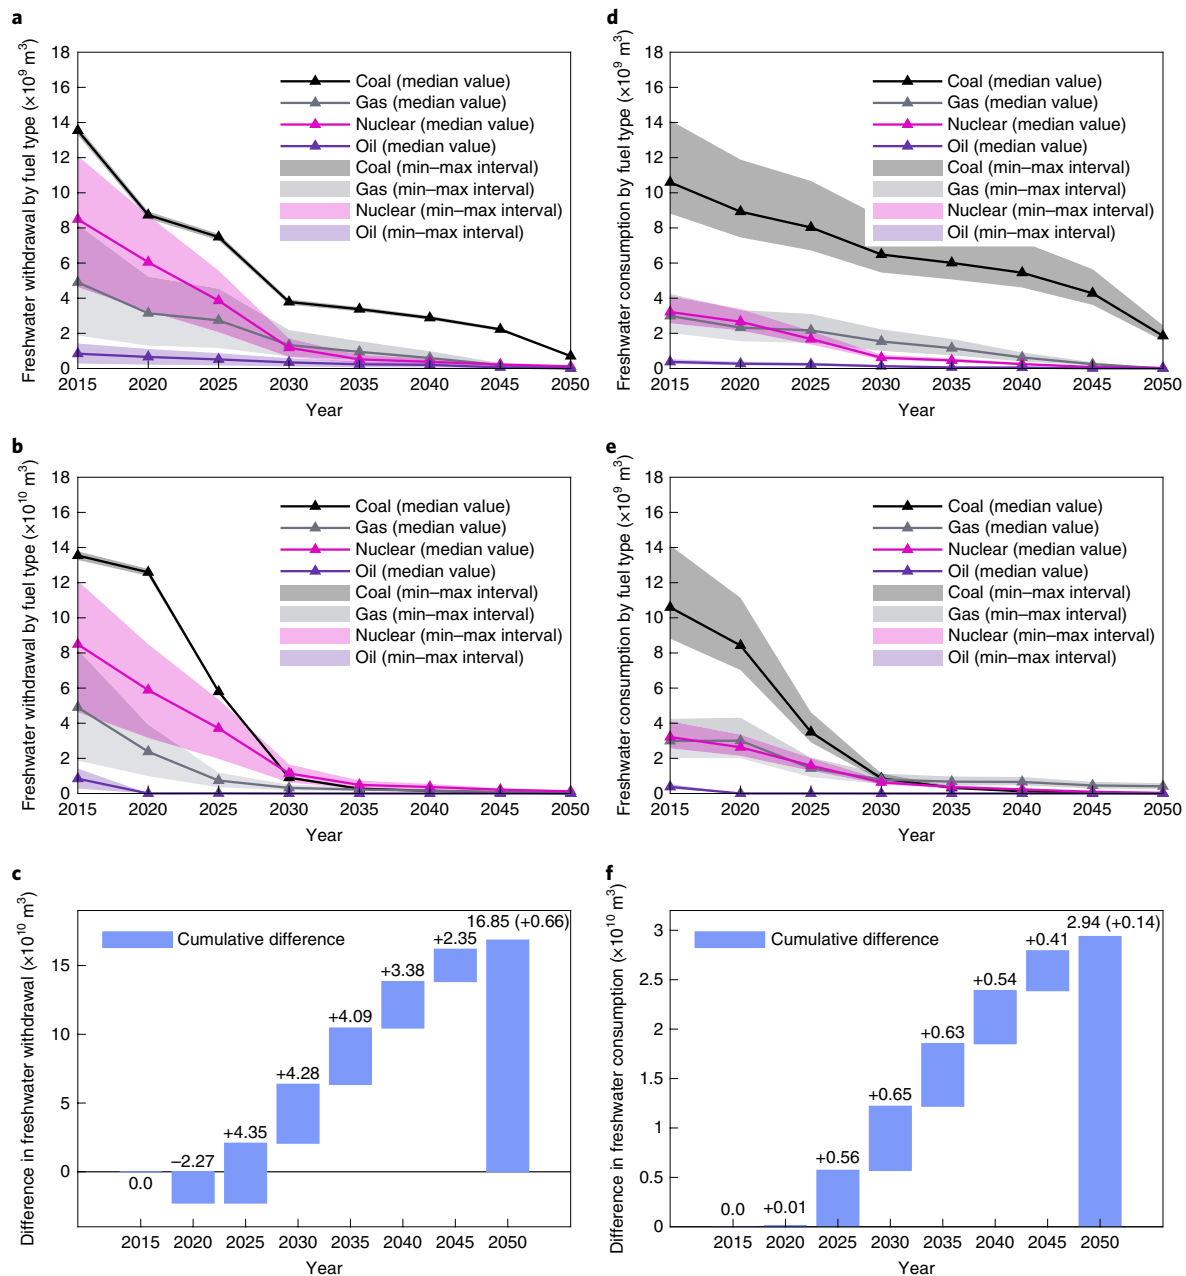 a
Freshwater withdrawal by fuel type (×10⁹ m³)
18
16
14
12
10
8
6
4
2
0
Coal (median value)
Gas (median value)
Nuclear (median value)
Oil (median value)
Coal (min–max interval)
Gas (min–max interval)
Nuclear (min–max interval)
Oil (min–max interval)
2015 2020 2025 2030 2035 2040 2045 2050
Year
d
Freshwater consumption by fuel type (×10⁹ m³)
18
16
14
12
10
8
6
4
2
0
Coal (median value)
Gas (median value)
Nuclear (median value)
Oil (median value)
Coal (min–max interval)
Gas (min–max interval)
Nuclear (min–max interval)
Oil (min–max interval)
2015 2020 2025 2030 2035 2040 2045 2050
Year
b
Freshwater withdrawal by fuel type (×10¹⁰ m³)
18
16
14
12
10
8
6
4
2
0
Coal (median value)
Gas (median value)
Nuclear (median value)
Oil (median value)
Coal (min–max interval)
Gas (min–max interval)
Nuclear (min–max interval)
Oil (min–max interval)
2015 2020 2025 2030 2035 2040 2045 2050
Year
e
Freshwater consumption by fuel type (×10⁹ m³)
18
16
14
12
10
8
6
4
2
0
Coal (median value)
Gas (median value)
Nuclear (median value)
Oil (median value)
Coal (min–max interval)
Gas (min–max interval)
Nuclear (min–max interval)
Oil (min–max interval)
2015 2020 2025 2030 2035 2040 2045 2050
Year
c
Difference in freshwater withdrawal (×10¹⁰ m³)
15
10
5
0
Cumulative difference
0.0
−2.27
+4.35
+4.28
+4.09
+3.38
+2.35
16.85 (+0.66)
2015 2020 2025 2030 2035 2040 2045 2050
Year
f
Difference in freshwater consumption (×10¹⁰ m³)
3
2.5
2
1.5
1
0.5
0
Cumulative difference
0.0
+0.01
+0.56
+0.65
+0.63
+0.54
+0.41
2.94 (+0.14)
2015 2020 2025 2030 2035 2040 2045 2050
Year